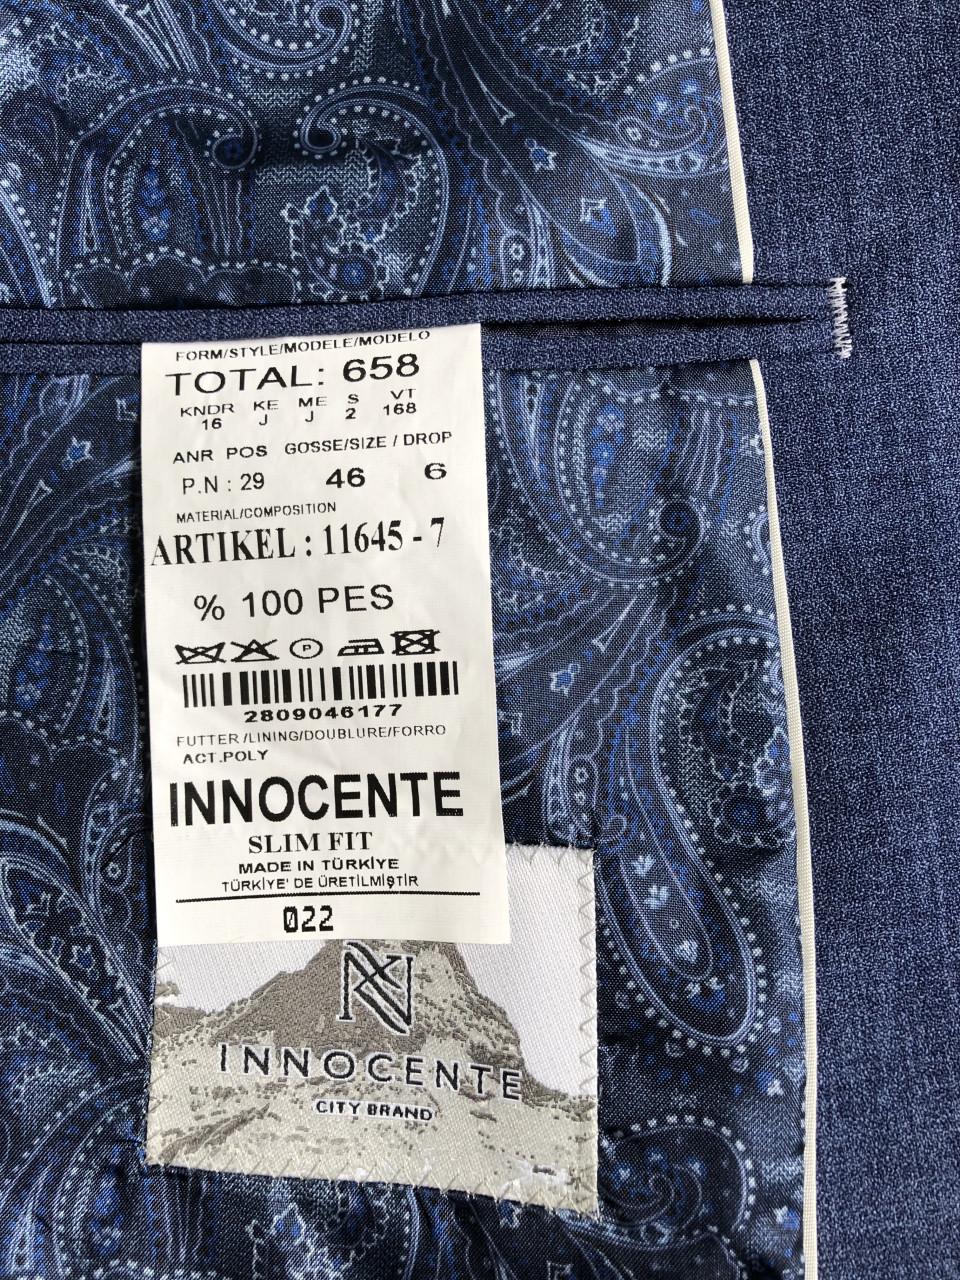 FORM/STYLE/MODELE/MODELO
TOTAL: 658
KNDR KE ME S VT
16 J J 2 168
ANR POS GOSSE/SIZE / DROP
P.N : 29 46 6
MATERIAL/COMPOSITION
ARTIKEL : 11645 - 7
% 100 PES
P
2809046177
FUTTER /LINING/DOUBLURE/FORRO
ACT.POLY
INNOCENTE
SLIM FIT
MADE IN TÜRKİYE
TÜRKİYE' DE ÜRETİLMİŞTİR
022
INNOCENTE
CITY BRAND